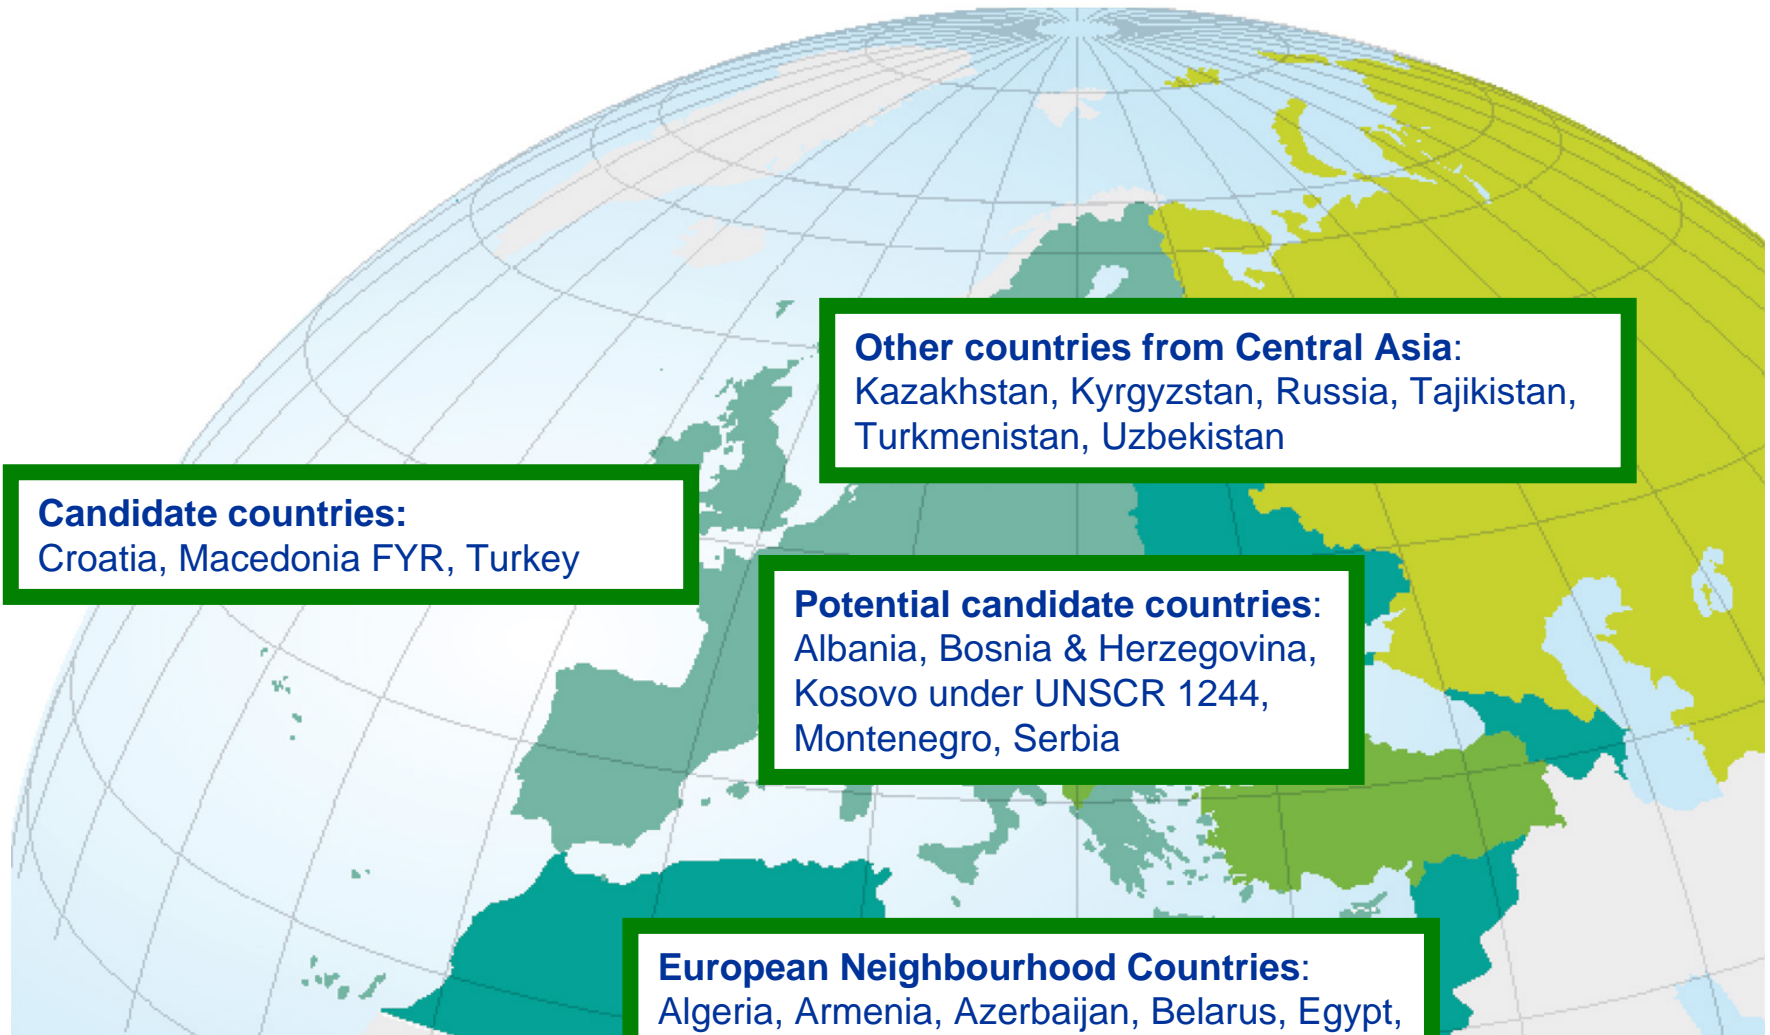 Other countries from Central Asia:
Kazakhstan, Kyrgyzstan, Russia, Tajikistan,
Turkmenistan, Uzbekistan
Candidate countries:
Croatia, Macedonia FYR, Turkey
Potential candidate countries:
Albania, Bosnia & Herzegovina,
Kosovo under UNSCR 1244,
Montenegro, Serbia
European Neighbourhood Countries:
Algeria, Armenia, Azerbaijan, Belarus, Egypt,